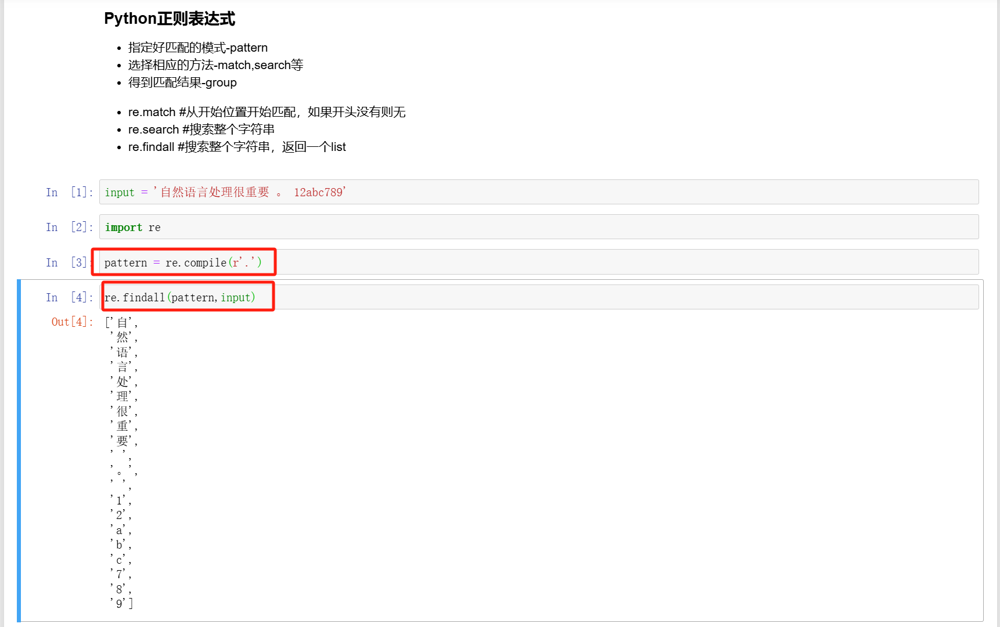 Python正则表达式
指定好匹配的模式-pattern
选择相应的方法-match,search等
得到匹配结果-group
re.match #从开始位置开始匹配，如果开头没有则无
re.search #搜索整个字符串
re.findall #搜索整个字符串，返回一个list
In [1]: input = '自然语言处理很重要 。 12abc789'
In [2]: import re
In [3]: pattern = re.compile(r'.')
In [4]: re.findall(pattern,input)
Out[4]: ['自',
'然',
'语',
'言',
'处',
'理',
'很',
'重',
'要',
' ',
'。',
' ',
'1',
'2',
'a',
'b',
'c',
'7',
'8',
'9']